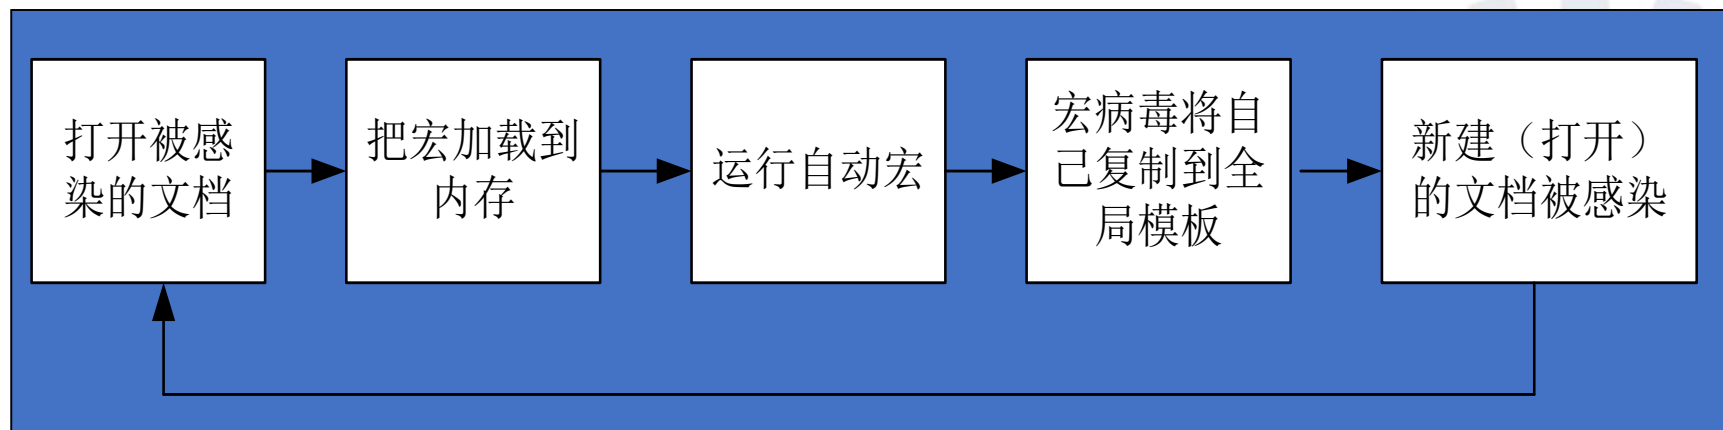 打开被感
染的文档
把宏加载到
内存
运行自动宏
宏病毒将自
己复制到全
局模板
新建（打开）
的文档被感染